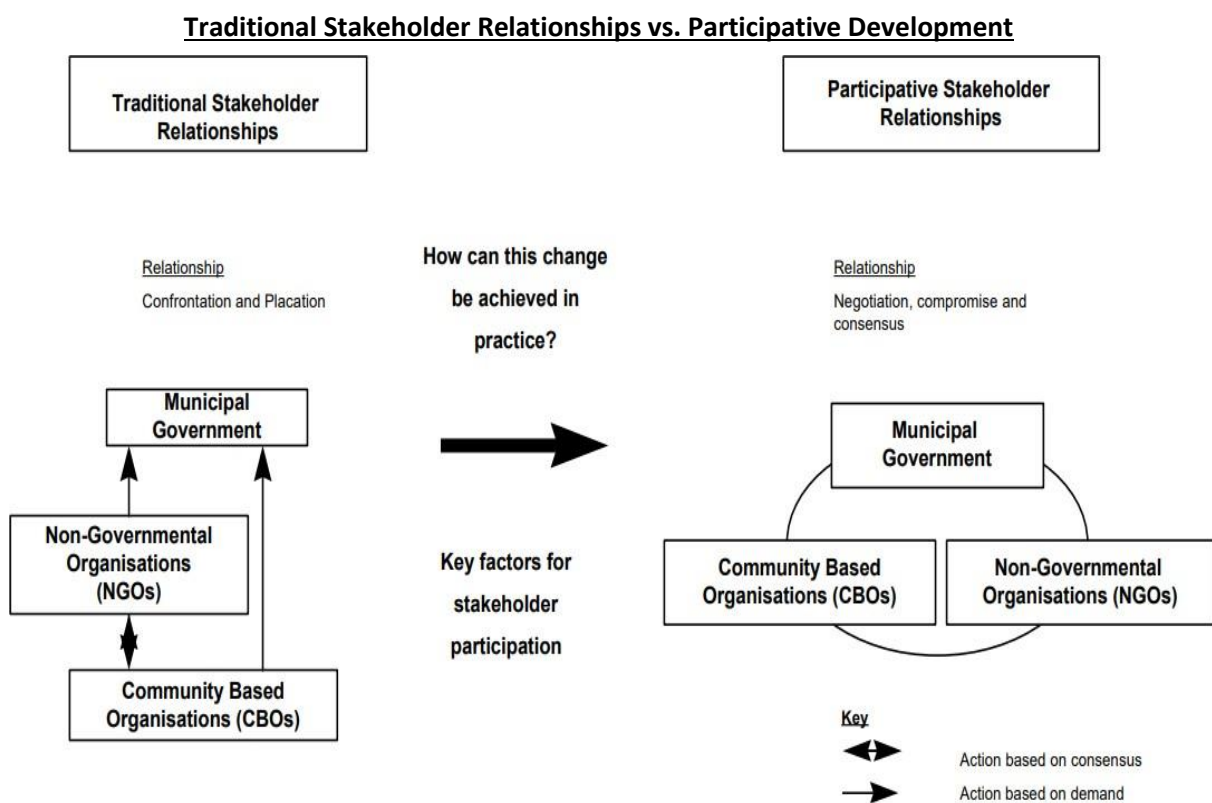 Traditional Stakeholder Relationships vs. Participative Development
Traditional Stakeholder
Relationships
Participative Stakeholder
Relationships
Relationship
Confrontation and Placation
How can this change
be achieved in
practice?
Relationship
Negotiation, compromise and
consensus
Municipal
Government
Non-Governmental
Organisations
(NGOs)
Community Based
Organisations (CBOs)
Key factors for
stakeholder
participation
Municipal
Government
Community Based
Organisations (CBOs)
Non-Governmental
Organisations (NGOs)
Key
Action based on consensus
Action based on demand